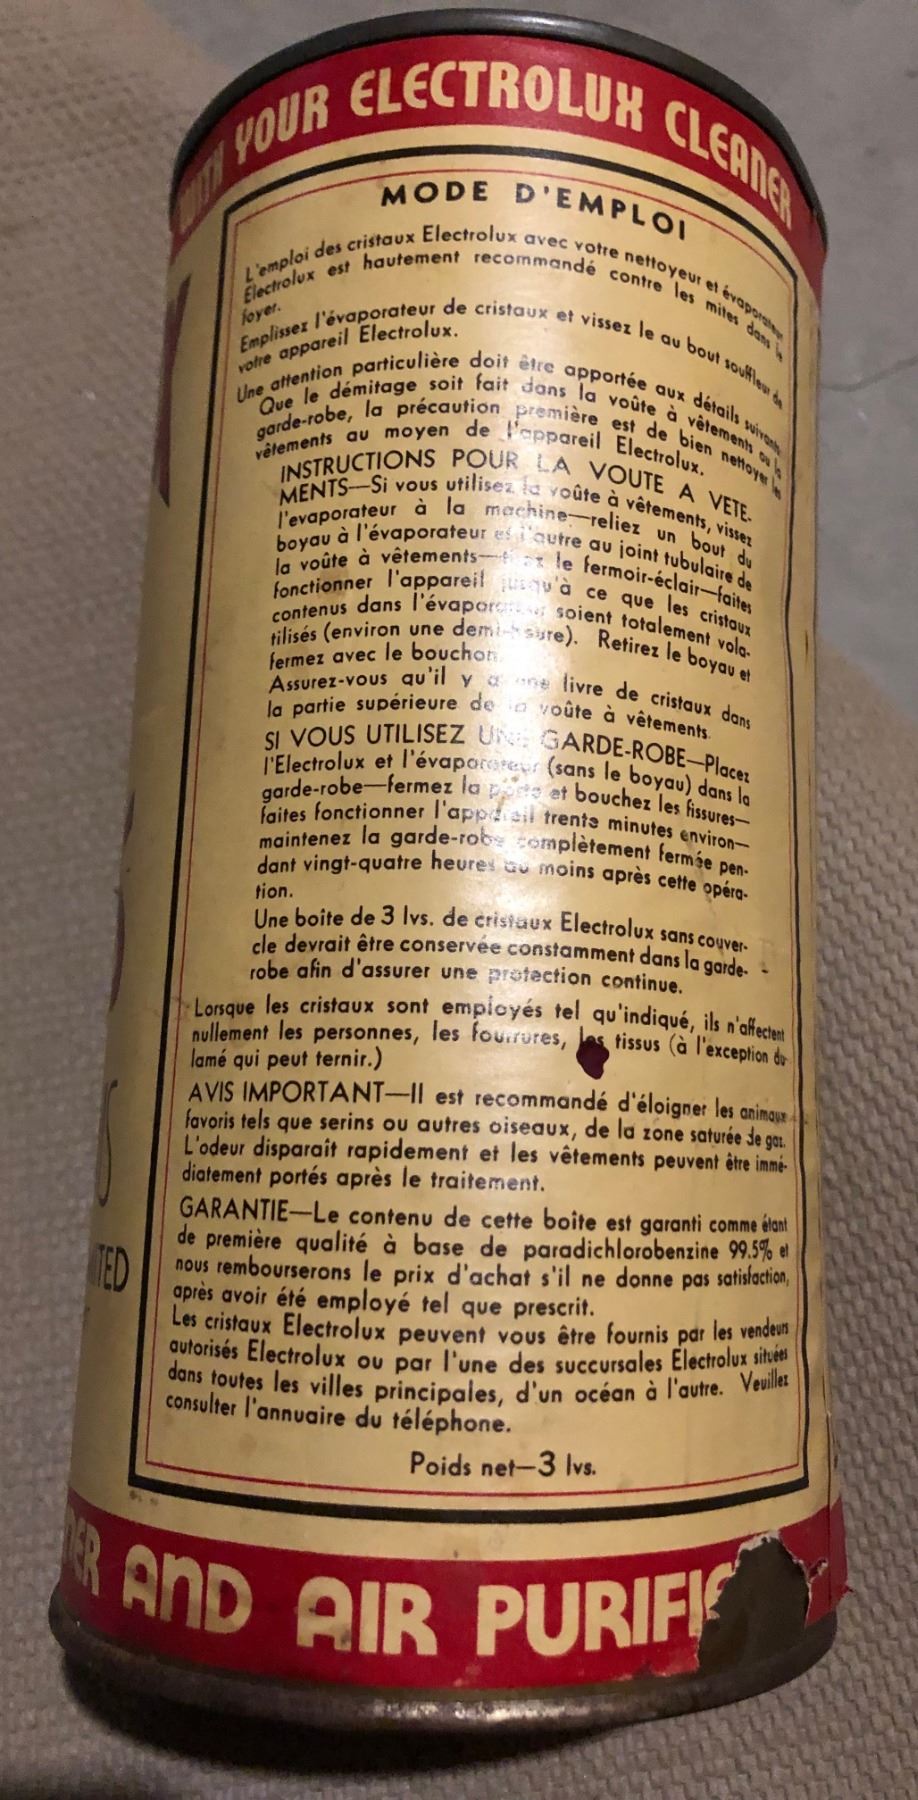 WITH YOUR ELECTROLUX CLEANER
MODE D'EMPLOI
L'emploi des cristaux Electrolux avec votre nettoyeur et évaporateur
Electrolux est hautement recommandé contre les mites dans le
foyer.
Emplissez l'évaporateur de cristaux et vissez le au bout souffleur de
votre appareil Electrolux.
Une attention particulière doit être apportée aux détails suivants
Que le démitage soit fait dans la voûte à vêtements ou la
garde-robe, la précaution première est de bien nettoyer les
vêtements au moyen de l'appareil Electrolux.
INSTRUCTIONS POUR LA VOUTE A VETE-
MENTS—Si vous utilisez la voûte à vêtements, vissez
l'evaporateur à la machine—reliez un bout du
boyau à l'évaporateur et l'autre au joint tubulaire de
la voûte à vêtements— le fermoir-éclair—faites
fonctionner l'appareil jusqu'à ce que les cristaux
contenus dans l'évaporateur soient totalement vola-
tilisés (environ une demi-heure). Retirez le boyau et
fermez avec le bouchon.
Assurez-vous qu'il y a une livre de cristaux dans
la partie supérieure de la voûte à vêtements.
SI VOUS UTILISEZ UNE GARDE-ROBE—Placez
l'Electrolux et l'évaporateur (sans le boyau) dans la
garde-robe—fermez la porte et bouchez les fissures—
faites fonctionner l'appareil trente minutes environ—
maintenez la garde-robe complètement fermée pen-
dant vingt-quatre heures au moins après cette opéra-
tion.
Une boîte de 3 lvs. de cristaux Electrolux sans couver-
cle devrait être conservée constamment dans la garde-
robe afin d'assurer une protection continue.
Lorsque les cristaux sont employés tel qu'indiqué, ils n'affectent
nullement les personnes, les fourrures, les tissus (à l'exception du
lamé qui peut ternir.)
AVIS IMPORTANT—Il est recommandé d'éloigner les animaux
favoris tels que serins ou autres oiseaux, de la zone saturée de gaz.
L'odeur disparaît rapidement et les vêtements peuvent être immé-
diatement portés après le traitement.
GARANTIE—Le contenu de cette boîte est garanti comme étant
de première qualité à base de paradichlorobenzine 99.5% et
nous rembourserons le prix d'achat s'il ne donne pas satisfaction,
après avoir été employé tel que prescrit.
Les cristaux Electrolux peuvent vous être fournis par les vendeurs
autorisés Electrolux ou par l'une des succursales Electrolux situées
dans toutes les villes principales, d'un océan à l'autre. Veuillez
consulter l'annuaire du téléphone.
Poids net—3 lvs.
TED
ER AND AIR PURIFIE